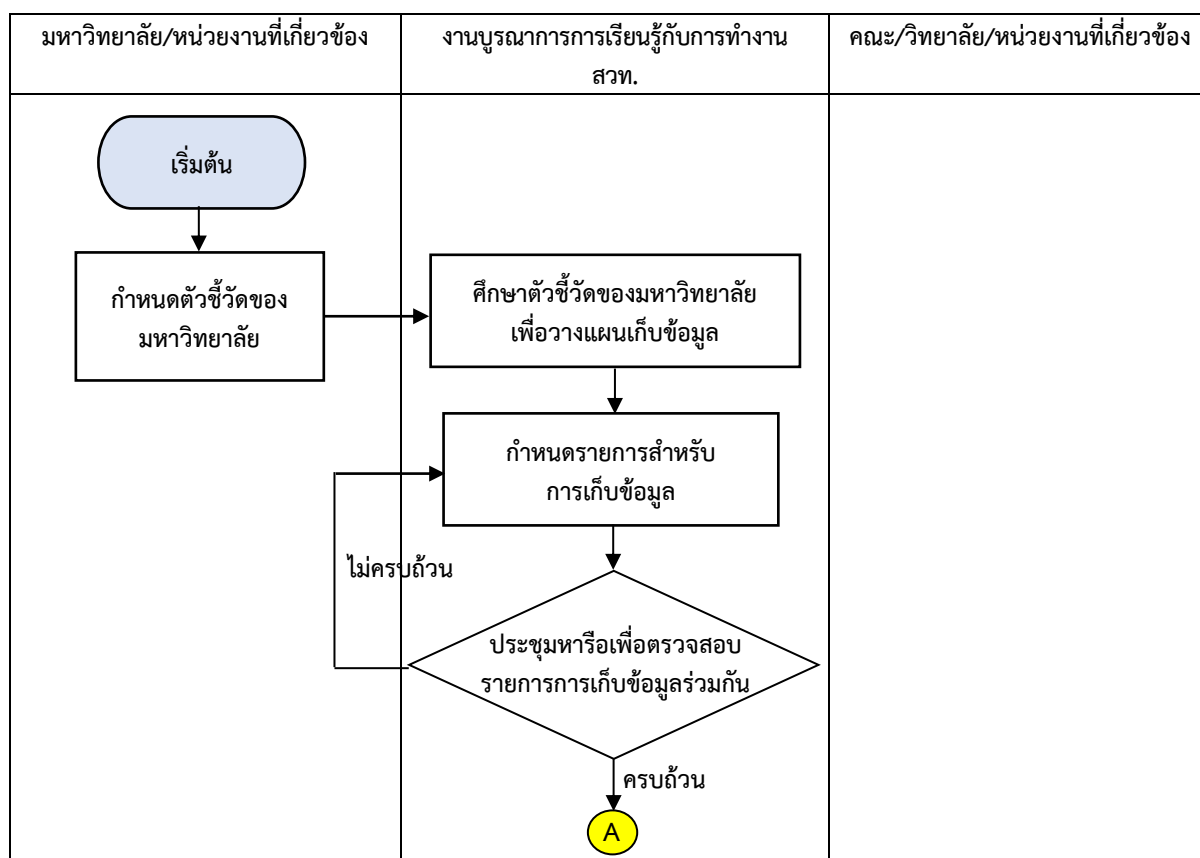 มหาวิทยาลัย/หน่วยงานที่เกี่ยวข้อง
งานบูรณาการการเรียนรู้กับการทำงาน
สวท.
คณะ/วิทยาลัย/หน่วยงานที่เกี่ยวข้อง
เริ่มต้น
กำหนดตัวชี้วัดของ
มหาวิทยาลัย
ศึกษาตัวชี้วัดของมหาวิทยาลัย
เพื่อวางแผนเก็บข้อมูล
กำหนดรายการสำหรับ
การเก็บข้อมูล
ไม่ครบถ้วน
ประชุมหารือเพื่อตรวจสอบ
รายการการเก็บข้อมูลร่วมกัน
ครบถ้วน
A